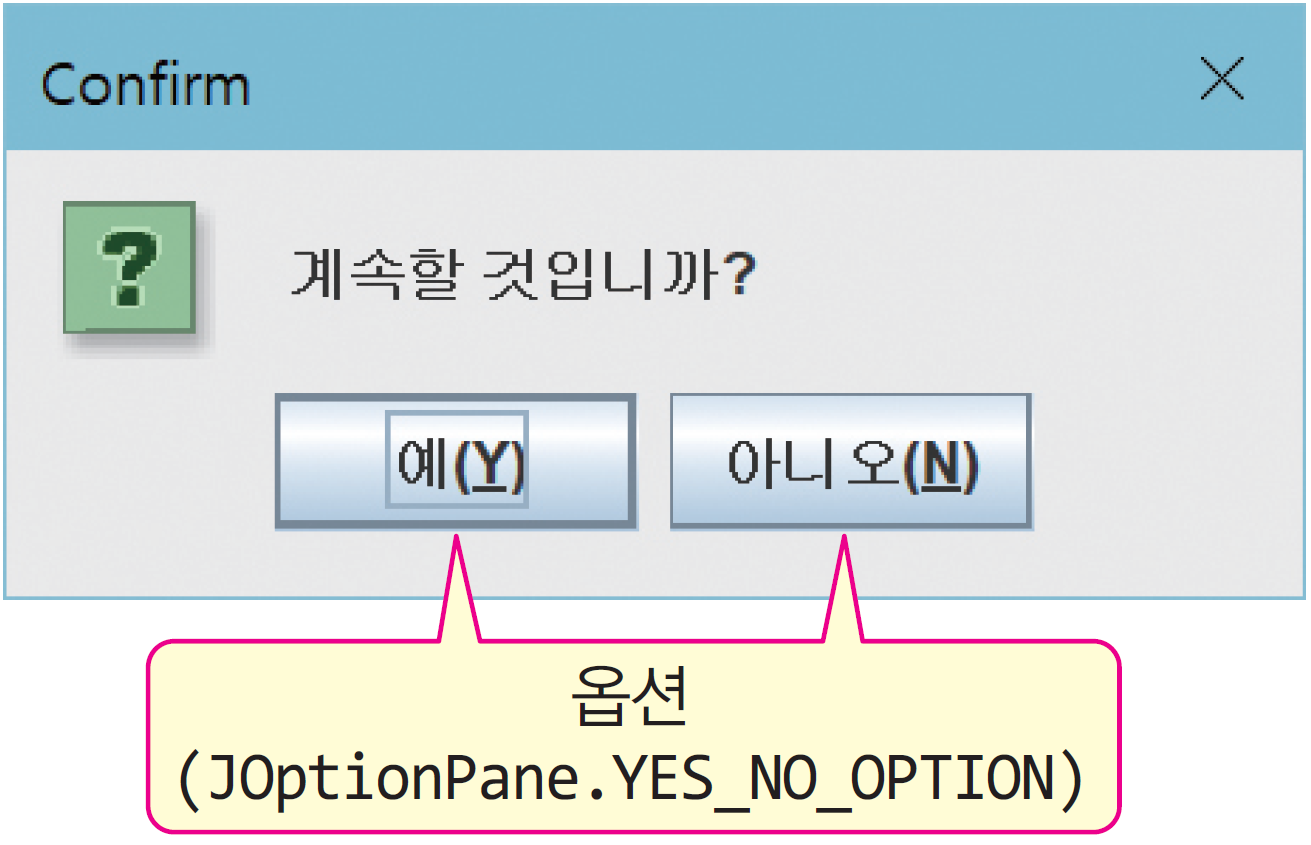 Confirm
?
계속할 것입니까?
예(Y) 아니오(N)
옵션
(JOptionPane.YES_NO_OPTION)